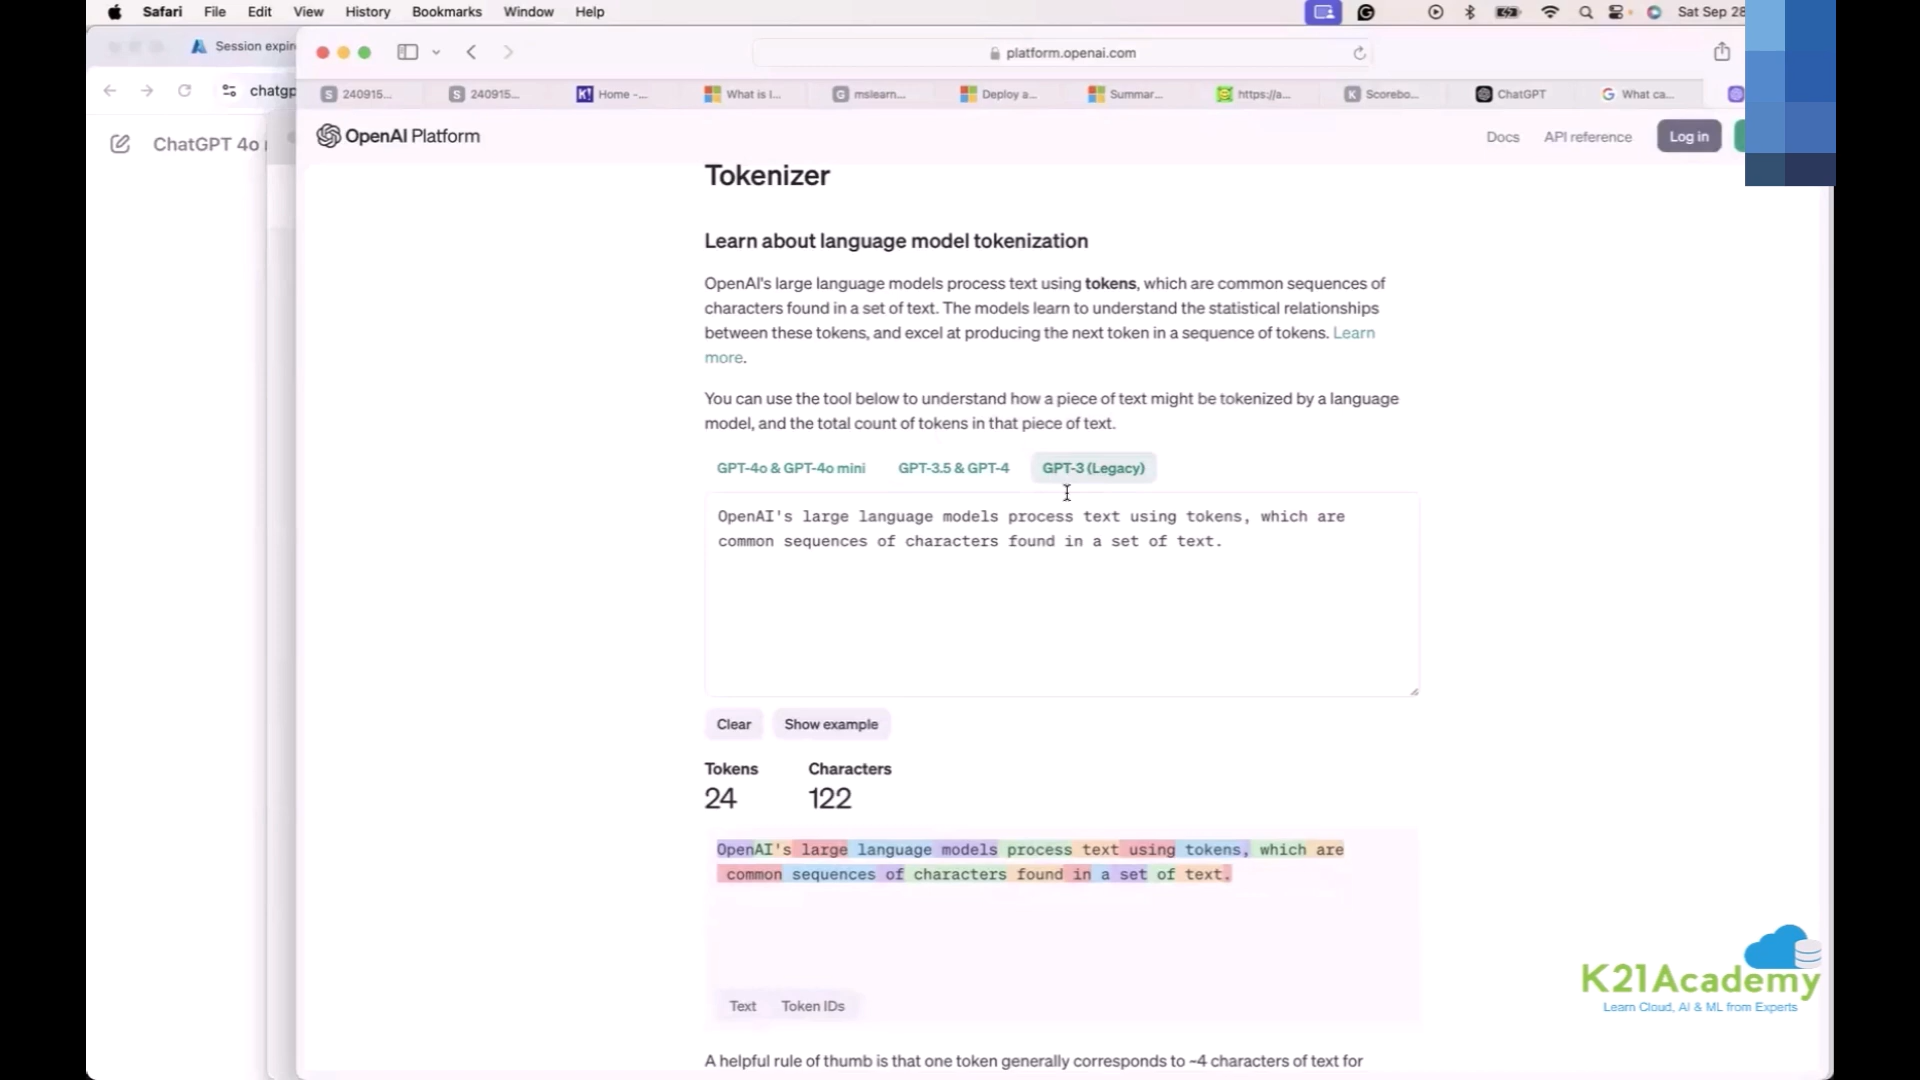 Safari File Edit View History Bookmarks Window Help Sat Sep 28
Session expir
platform.openai.com
chatgp
240915... 240915... Home -... What is I... mslearn... Deploy a... Summar... https://a... Scorebo... ChatGPT What ca...
ChatGPT 4o
OpenAI Platform
Docs API reference Log in
Tokenizer
Learn about language model tokenization
OpenAI's large language models process text using tokens, which are common sequences of
characters found in a set of text. The models learn to understand the statistical relationships
between these tokens, and excel at producing the next token in a sequence of tokens. Learn
more.
You can use the tool below to understand how a piece of text might be tokenized by a language
model, and the total count of tokens in that piece of text.
GPT-4o & GPT-4o mini GPT-3.5 & GPT-4 GPT-3 (Legacy)
OpenAI's large language models process text using tokens, which are
common sequences of characters found in a set of text.
Clear Show example
Tokens Characters
24 122
OpenAI's large language models process text using tokens, which are
common sequences of characters found in a set of text.
Text Token IDs
A helpful rule of thumb is that one token generally corresponds to ~4 characters of text for
K21Academy
Learn Cloud, AI & ML from Experts